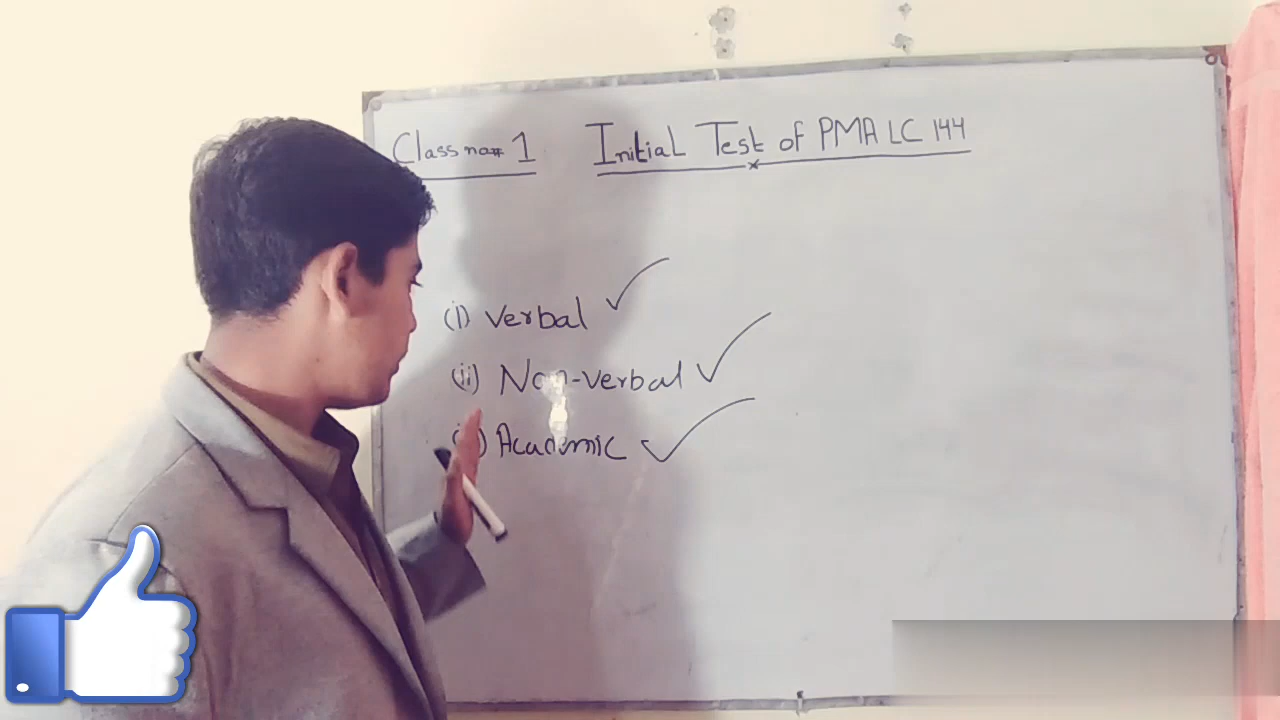 Class no# 1 Initial Test of PMA LC 144
(i) Verbal
(ii) Non-verbal
Academic